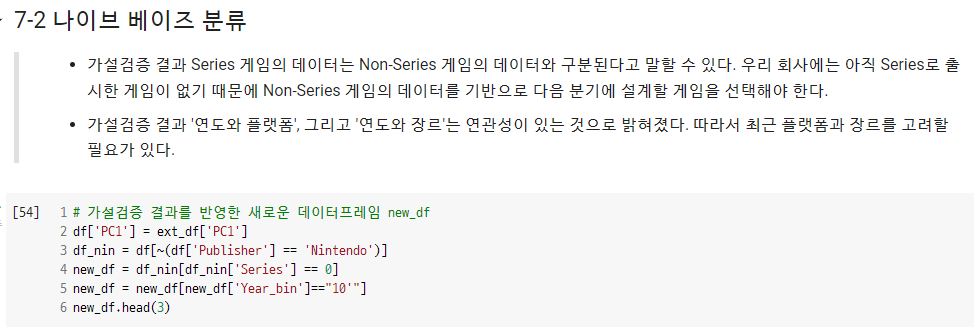 7-2 나이브 베이즈 분류
• 가설검증 결과 Series 게임의 데이터는 Non-Series 게임의 데이터와 구분된다고 말할 수 있다. 우리 회사에는 아직 Series로 출
시한 게임이 없기 때문에 Non-Series 게임의 데이터를 기반으로 다음 분기에 설계할 게임을 선택해야 한다.
• 가설검증 결과 '연도와 플랫폼', 그리고 '연도와 장르'는 연관성이 있는 것으로 밝혀졌다. 따라서 최근 플랫폼과 장르를 고려할
필요가 있다.
[54] 1 # 가설검증 결과를 반영한 새로운 데이터프레임 new_df
2 df['PC1'] = ext_df['PC1']
3 df_nin = df[~(df['Publisher'] == 'Nintendo')]
4 new_df = df_nin[df_nin['Series'] == 0]
5 new_df = new_df[new_df['Year_bin']=="10'"]
6 new_df.head(3)